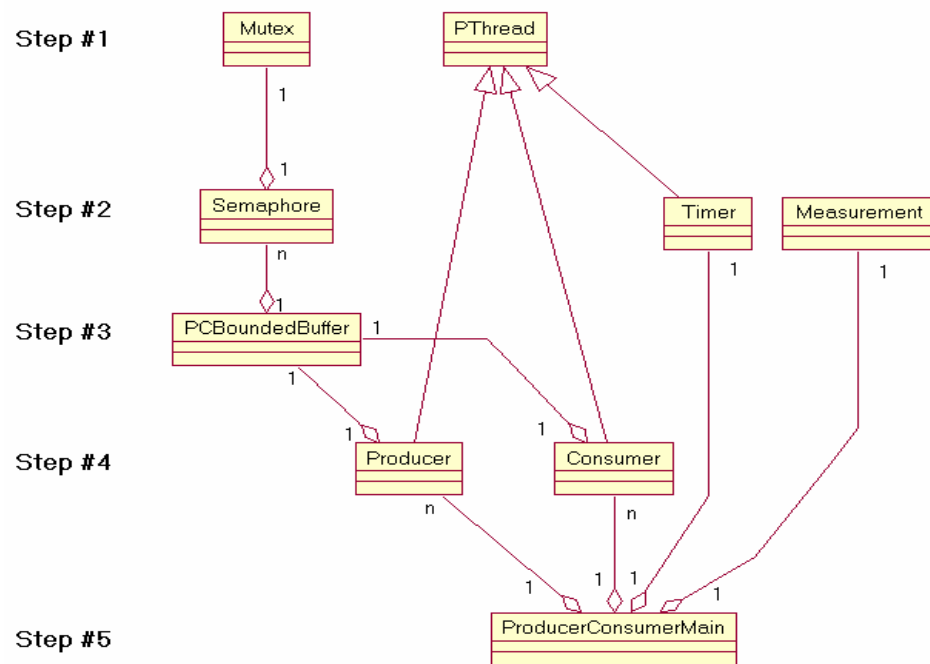 Step #1
Mutex
PThread
1
1
Step #2
Semaphore
Timer
Measurement
n
1
1
1
Step #3
PCBoundedBuffer
1
1
1
1
Step #4
Producer
Consumer
n
n
1
1
1
1
Step #5
ProducerConsumerMain